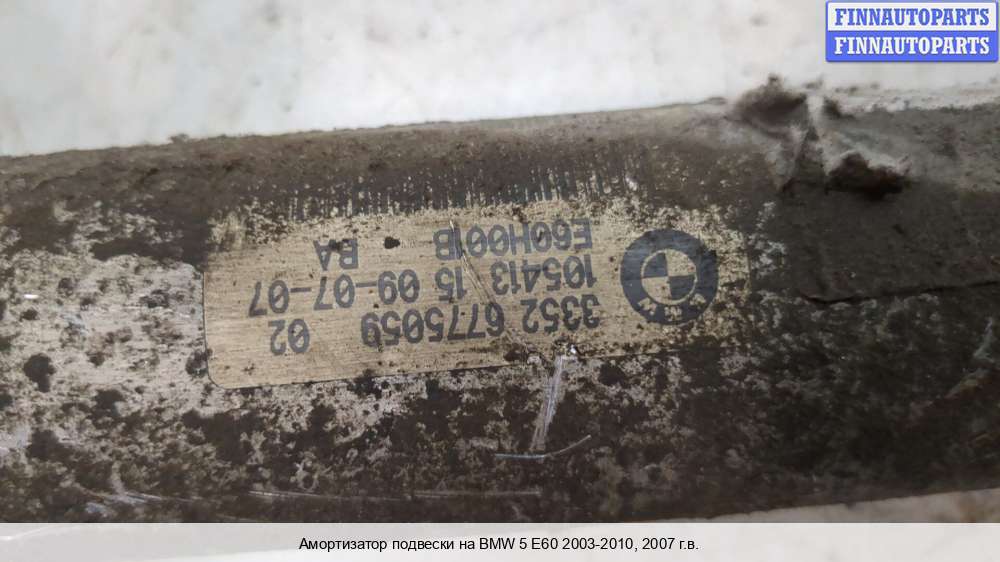 FINNAUTOPARTS
FINNAUTOPARTS
3352 6775059 02
105413 15 09-07-07
E60H001B BA
BMW
Амортизатор подвески на BMW 5 E60 2003-2010, 2007 г.в.